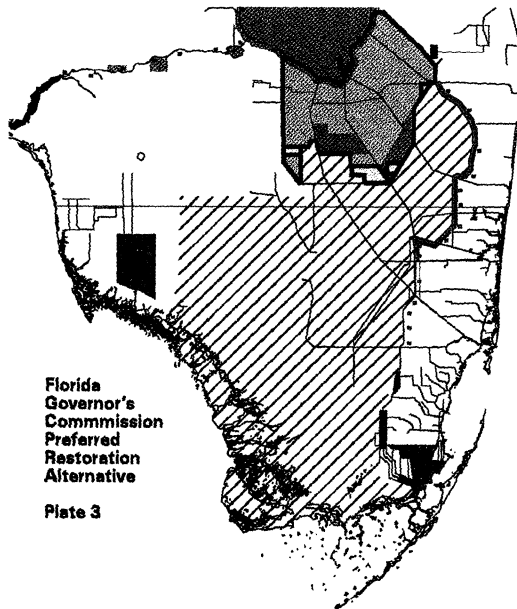 Florida
Governor's
Commmission
Preferred
Restoration
Alternative
Plate 3